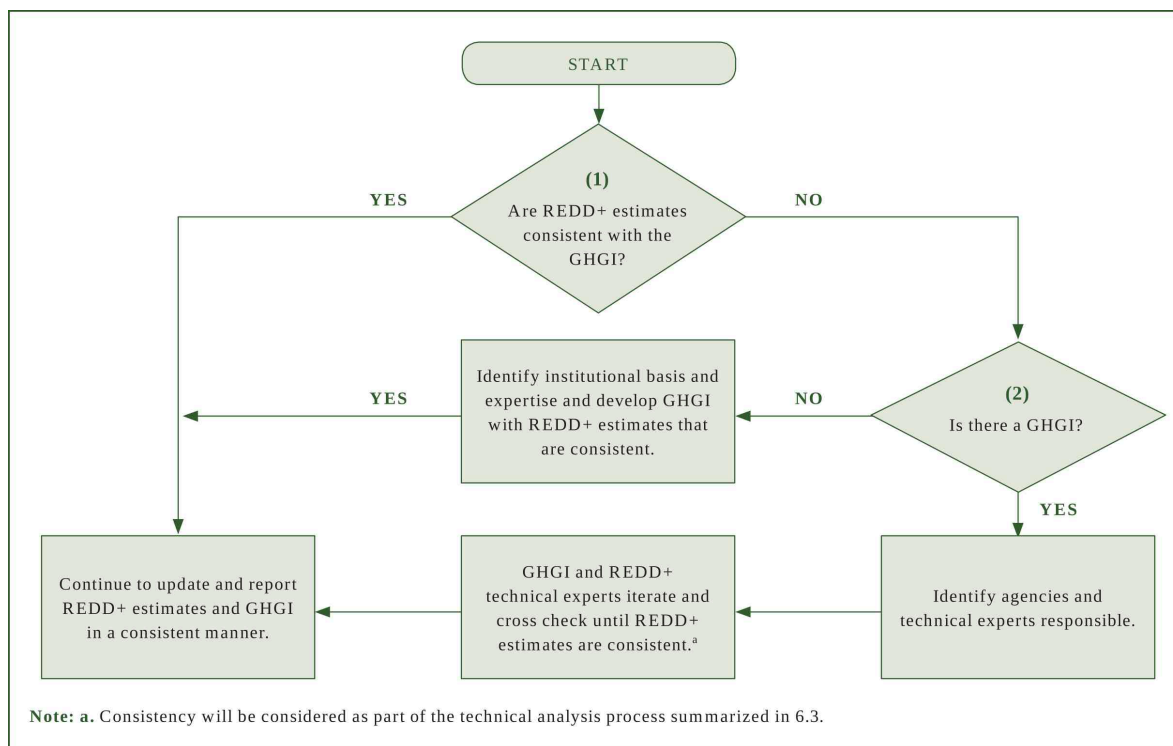 START
(1)
Are REDD+ estimates
consistent with the
GHGI?
YES
NO
Identify institutional basis and
expertise and develop GHGI
with REDD+ estimates that
are consistent.
YES
NO
(2)
Is there a GHGI?
YES
Continue to update and report
REDD+ estimates and GHGI
in a consistent manner.
GHGI and REDD+
technical experts iterate and
cross check until REDD+
estimates are consistent.a
Identify agencies and
technical experts responsible.
Note: a. Consistency will be considered as part of the technical analysis process summarized in 6.3.